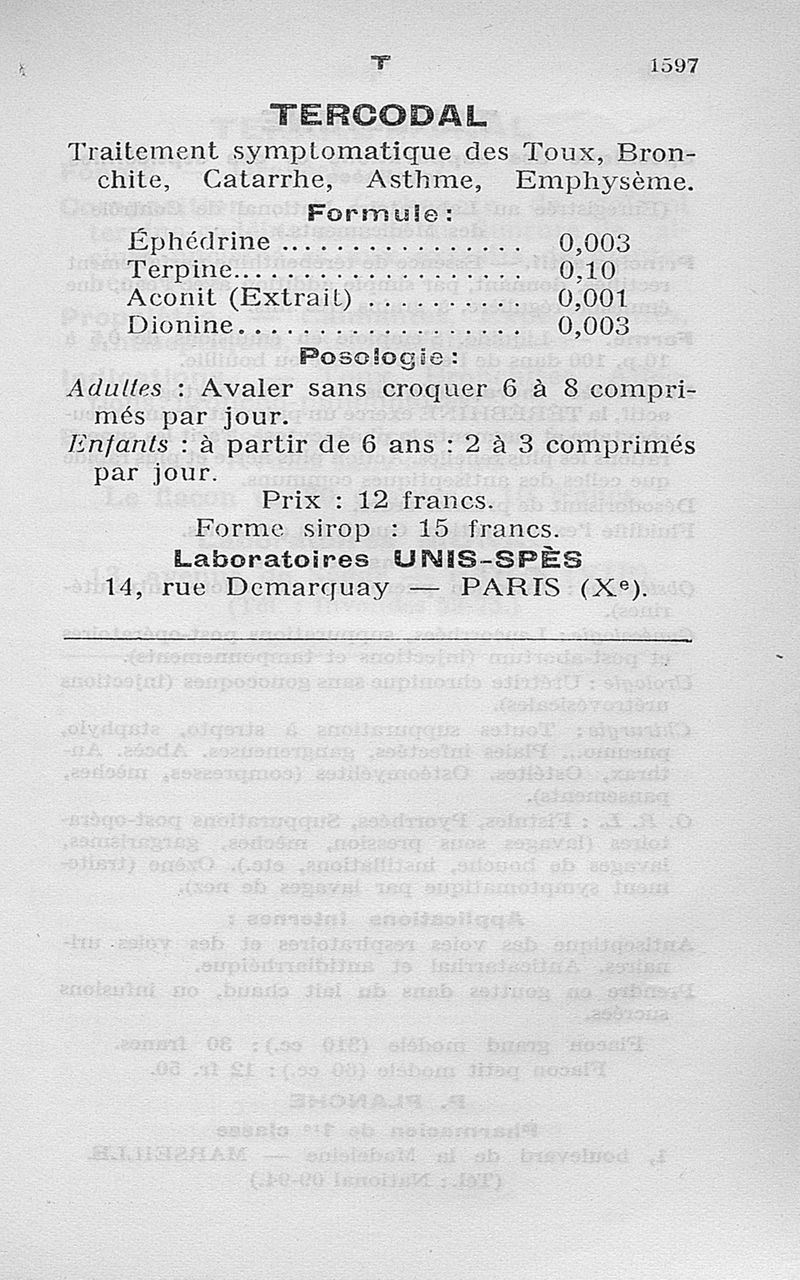 T 1597
TERCODAL
Traitement symptomatique des Toux, Bron-
chite, Catarrhe, Asthme, Emphysème.
Formule :
Éphédrine ................ 0,003
Terpine................. 0,10
Aconit (Extrait) ......... 0,001
Dionine................. 0,003
Posologie :
Adultes : Avaler sans croquer 6 à 8 compri-
més par jour.
Enfants : à partir de 6 ans : 2 à 3 comprimés
par jour.
Prix : 12 francs.
Forme sirop : 15 francs.
Laboratoires UNIS-SPÈS
14, rue Demarquay — PARIS (Xe).